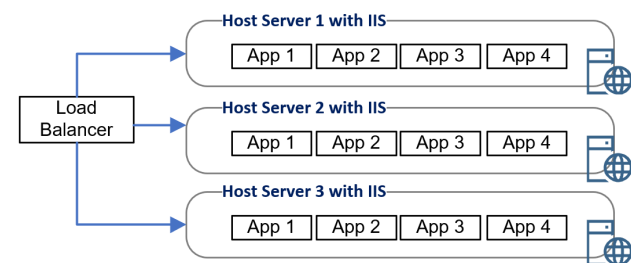 Host Server 1 with IIS
App 1 App 2 App 3 App 4
Load
Balancer
Host Server 2 with IIS
App 1 App 2 App 3 App 4
Host Server 3 with IIS
App 1 App 2 App 3 App 4